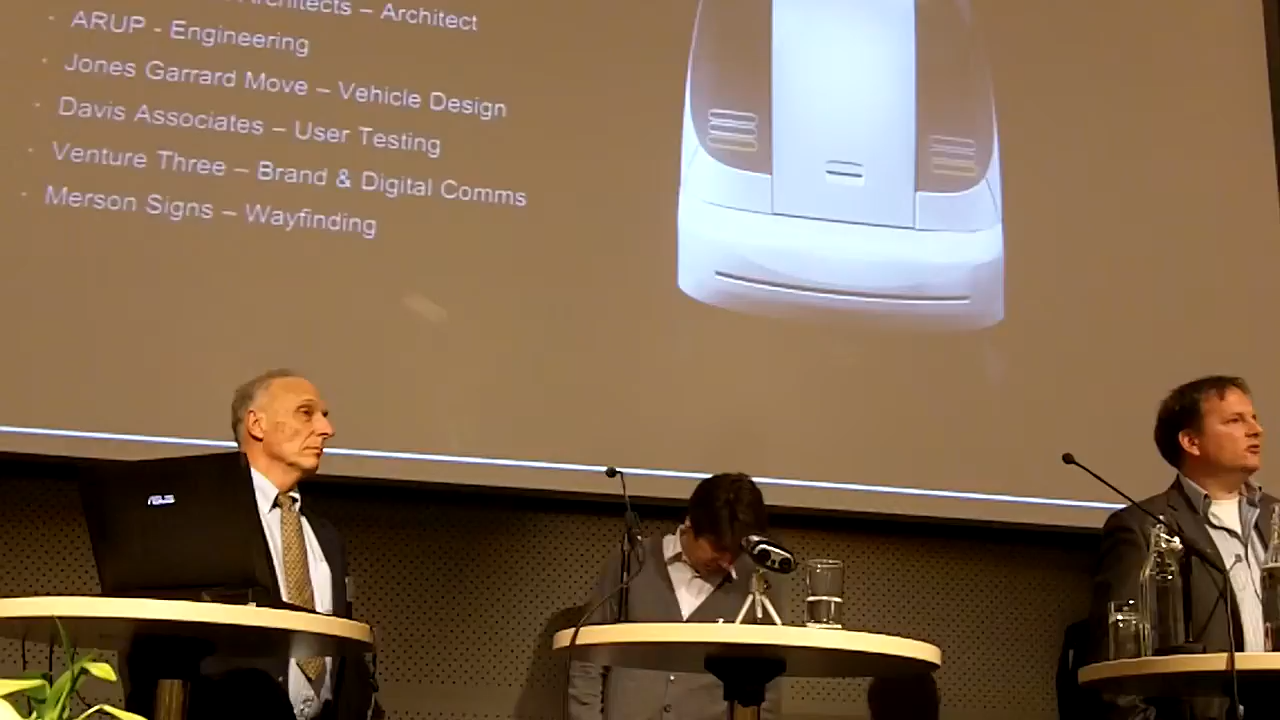 Architects – Architect
ARUP - Engineering
Jones Garrard Move – Vehicle Design
Davis Associates – User Testing
Venture Three – Brand & Digital Comms
Merson Signs – Wayfinding
ASUS